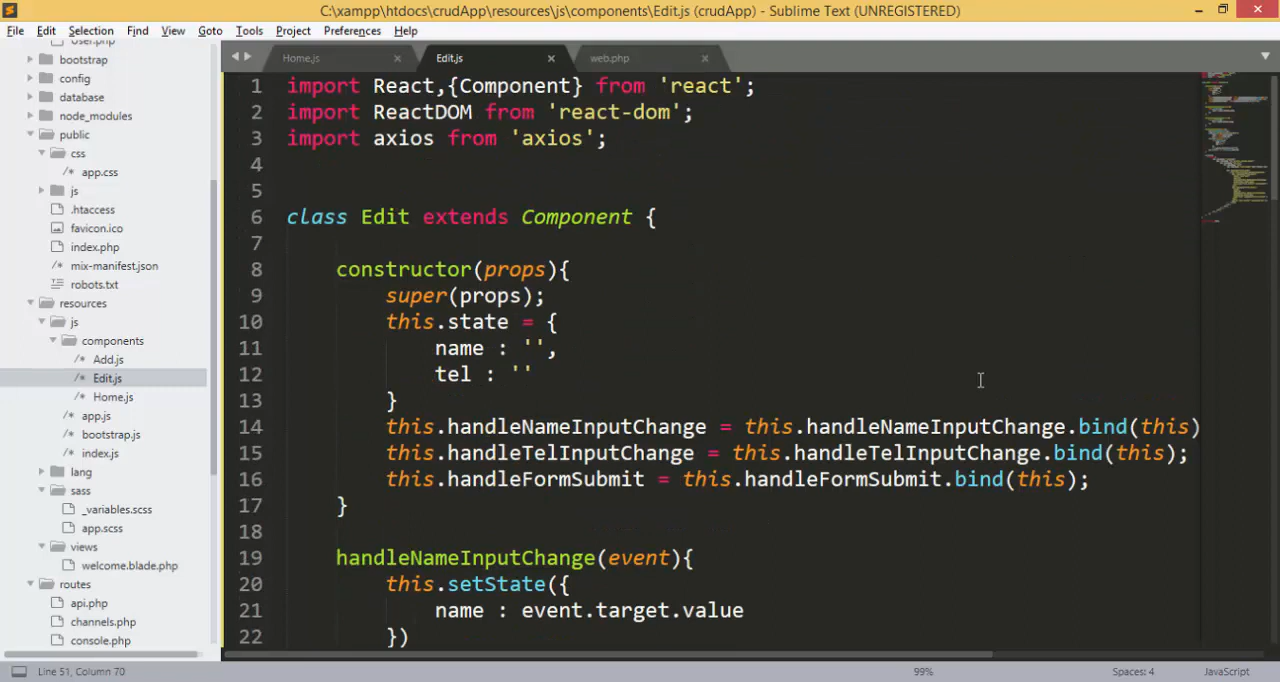 C:\xampp\htdocs\crudApp\resources\js\components\Edit.js (crudApp) - Sublime Text (UNREGISTERED)
File Edit Selection Find View Goto Tools Project Preferences Help
User.php
bootstrap
config
database
node_modules
public
css
/* app.css
js
.htaccess
favicon.ico
index.php
/* mix-manifest.json
robots.txt
resources
js
components
/* Add.js
/* Edit.js
/* Home.js
/* app.js
/* bootstrap.js
/* index.js
lang
sass
/* _variables.scss
/* app.scss
views
/* welcome.blade.php
routes
/* api.php
/* channels.php
/* console.php
Home.js × Edit.js × web.php ×
1 import React,{Component} from 'react';
2 import ReactDOM from 'react-dom';
3 import axios from 'axios';
4
5
6 class Edit extends Component {
7
8 constructor(props){
9 super(props);
10 this.state = {
11 name : '',
12 tel : ''
13 }
14 this.handleNameInputChange = this.handleNameInputChange.bind(this)
15 this.handleTelInputChange = this.handleTelInputChange.bind(this);
16 this.handleFormSubmit = this.handleFormSubmit.bind(this);
17 }
18
19 handleNameInputChange(event){
20 this.setState({
21 name : event.target.value
22 })
Line 51, Column 70 99% Spaces: 4 JavaScript